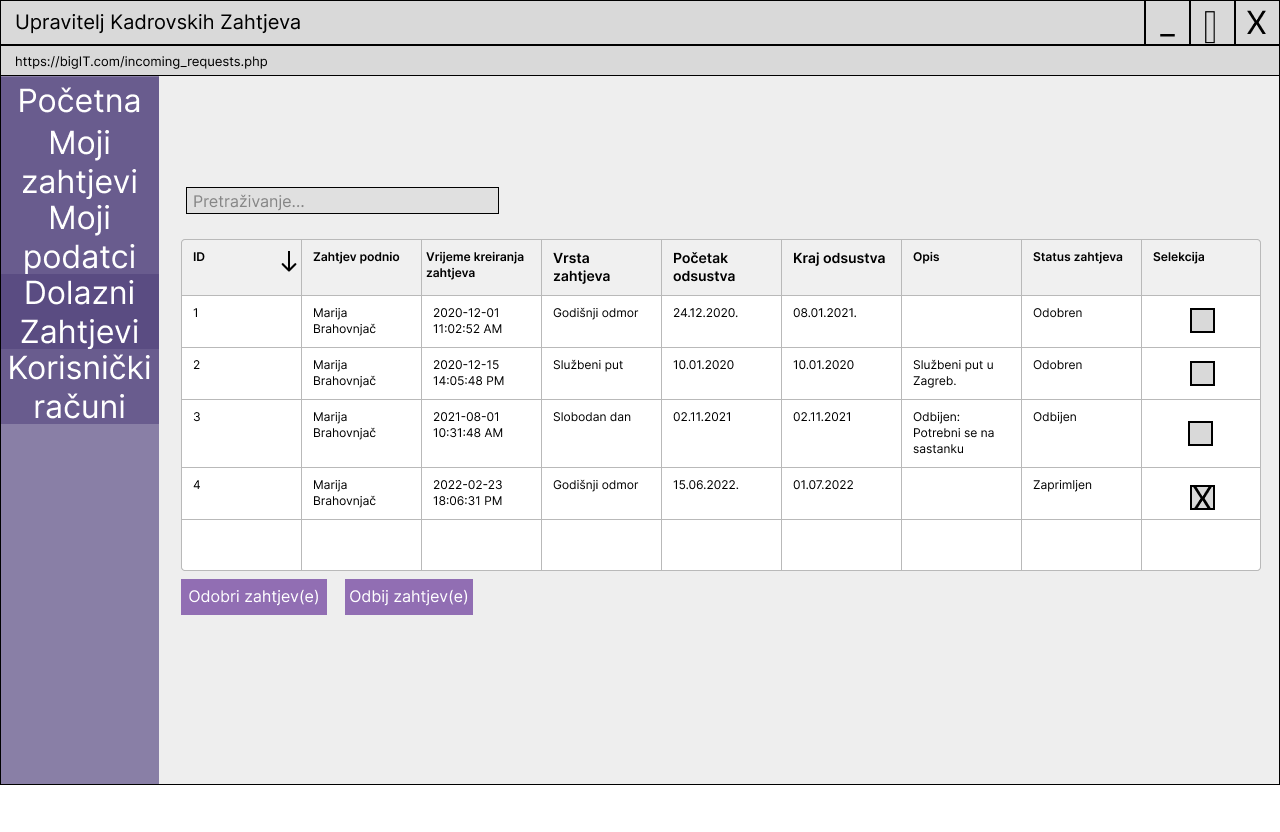 Upravitelj Kadrovskih Zahtjeva
_ X
https://bigIT.com/incoming_requests.php
Početna
Moji
zahtjevi
Moji
podatci
Dolazni
Zahtjevi
Korisnički
računi
Pretraživanje...
ID
Zahtjev podnio
Vrijeme kreiranja
zahtjeva
Vrsta
zahtjeva
Početak
odsustva
Kraj odsustva
Opis
Status zahtjeva
Selekcija
1
Marija
Brahovnjač
2020-12-01
11:02:52 AM
Godišnji odmor
24.12.2020.
08.01.2021.
Odobren
2
Marija
Brahovnjač
2020-12-15
14:05:48 PM
Službeni put
10.01.2020
10.01.2020
Službeni put u
Zagreb.
Odobren
3
Marija
Brahovnjač
2021-08-01
10:31:48 AM
Slobodan dan
02.11.2021
02.11.2021
Odbijen:
Potrebni se na
sastanku
Odbijen
4
Marija
Brahovnjač
2022-02-23
18:06:31 PM
Godišnji odmor
15.06.2022.
01.07.2022
Zaprimljen
X
Odobri zahtjev(e)
Odbij zahtjev(e)